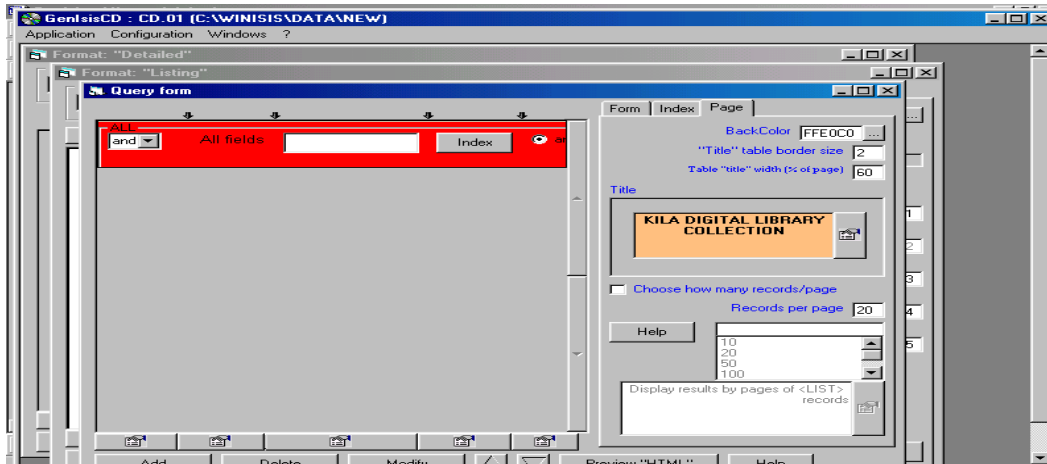 GenIsisCD : CD.01 (C:\WINISIS\DATA\NEW)
Application Configuration Windows ?
Format: "Detailed"
Format: "Listing"
Query form
Form Index Page
ALL
and All fields Index
BackColor FFE0C0 ...
"Title" table border size 2
Table "title" width (% of page) 60
Title
KILA DIGITAL LIBRARY
COLLECTION
Choose how many records/page
Records per page 20
Help
10
20
50
100
Display results by pages of <LIST>
records
...
1
2
3
4
5
Add Delete Modify Preview "HTML" Help